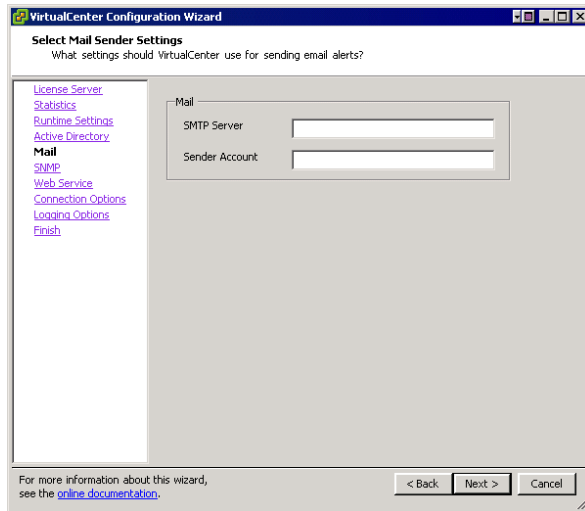 VirtualCenter Configuration Wizard
Select Mail Sender Settings
What settings should VirtualCenter use for sending email alerts?
License Server
Statistics
Runtime Settings
Active Directory
Mail
SNMP
Web Service
Connection Options
Logging Options
Finish
Mail
SMTP Server
Sender Account
For more information about this wizard,
see the online documentation.
< Back
Next >
Cancel